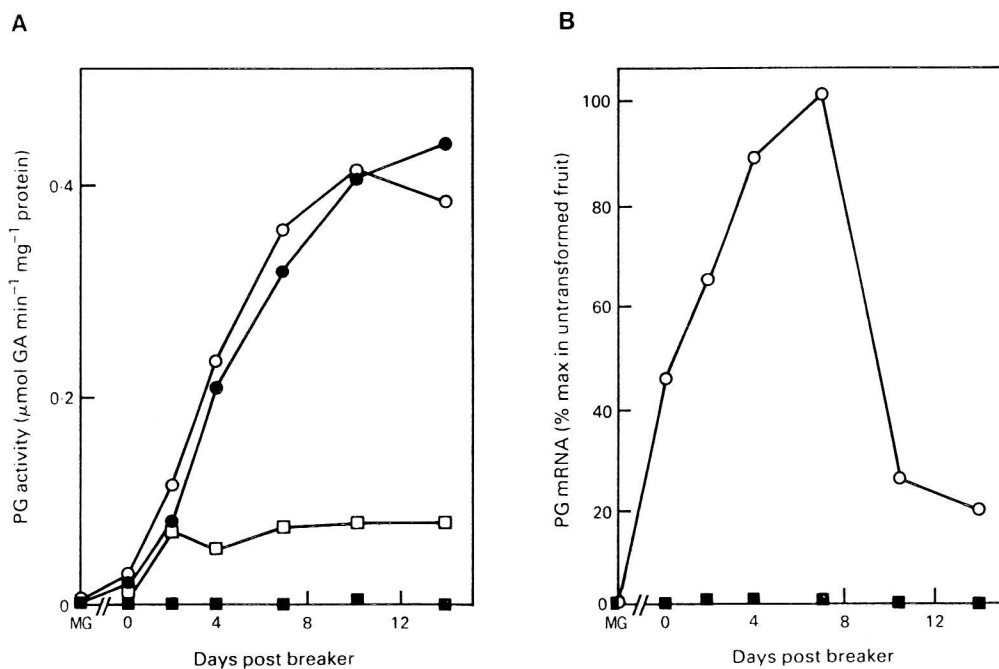 A
PG activity (μmol GA min⁻¹ mg⁻¹ protein)
0·4
0·2
0
MG
0
4
8
12
Days post breaker
B
PG mRNA (% max in untransformed fruit)
100
80
60
40
20
0
MG
0
4
8
12
Days post breaker